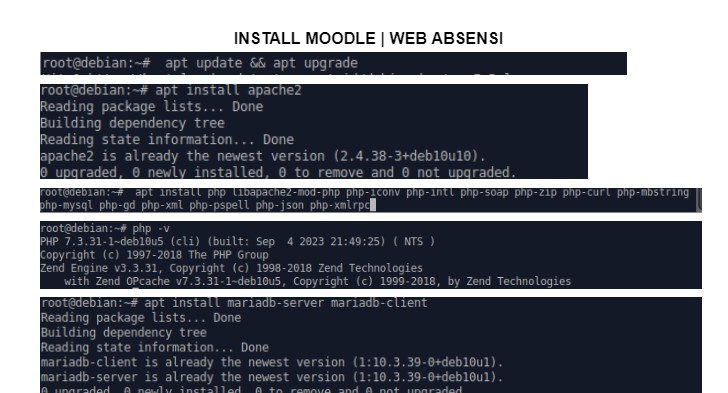 INSTALL MOODLE | WEB ABSENSI
root@debian:~#  apt update && apt upgrade
root@debian:~# apt install apache2
Reading package lists... Done
Building dependency tree
Reading state information... Done
apache2 is already the newest version (2.4.38-3+deb10u10).
0 upgraded, 0 newly installed, 0 to remove and 0 not upgraded.
root@debian:~#  apt install php libapache2-mod-php php-iconv php-intl php-soap php-zip php-curl php-mbstring
php-mysql php-gd php-xml php-pspell php-json php-xmlrpc
root@debian:~# php -v
PHP 7.3.31-1~deb10u5 (cli) (built: Sep  4 2023 21:49:25) ( NTS )
Copyright (c) 1997-2018 The PHP Group
Zend Engine v3.3.31, Copyright (c) 1998-2018 Zend Technologies
    with Zend OPcache v7.3.31-1~deb10u5, Copyright (c) 1999-2018, by Zend Technologies
root@debian:~# apt install mariadb-server mariadb-client
Reading package lists... Done
Building dependency tree
Reading state information... Done
mariadb-client is already the newest version (1:10.3.39-0+deb10u1).
mariadb-server is already the newest version (1:10.3.39-0+deb10u1).
0 upgraded, 0 newly installed, 0 to remove and 0 not upgraded